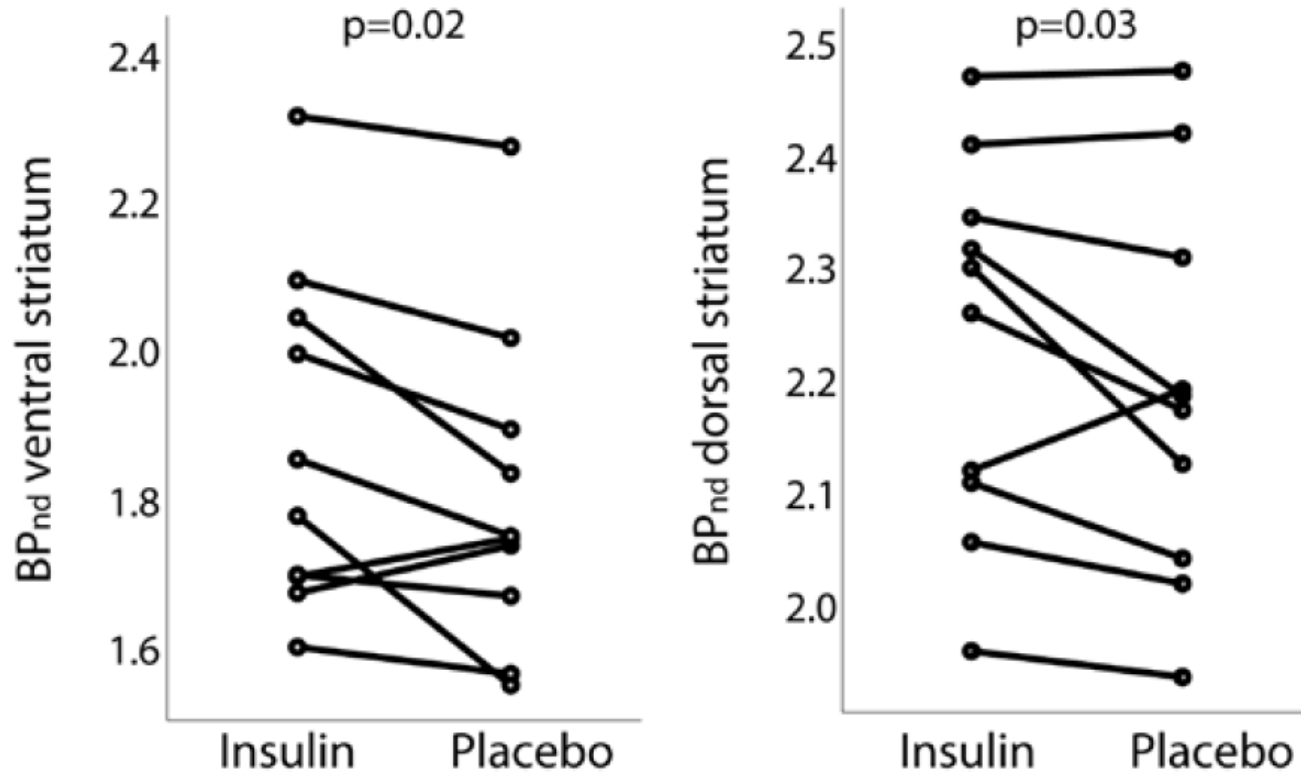 p=0.02
BPnd ventral striatum
2.4
2.2
2.0
1.8
1.6
Insulin Placebo
p=0.03
BPnd dorsal striatum
2.5
2.4
2.3
2.2
2.1
2.0
Insulin Placebo